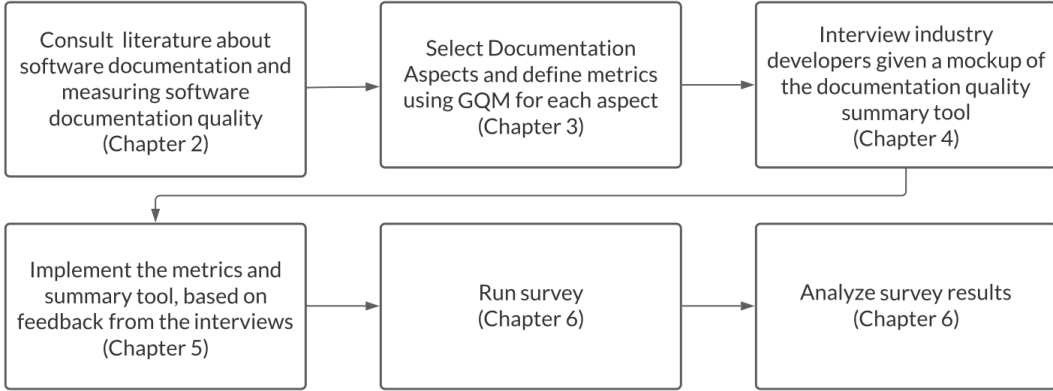 Consult literature about
software documentation and
measuring software
documentation quality
(Chapter 2)
Select Documentation
Aspects and define metrics
using GQM for each aspect
(Chapter 3)
Interview industry
developers given a mockup of
the documentation quality
summary tool
(Chapter 4)
Implement the metrics and
summary tool, based on
feedback from the interviews
(Chapter 5)
Run survey
(Chapter 6)
Analyze survey results
(Chapter 6)